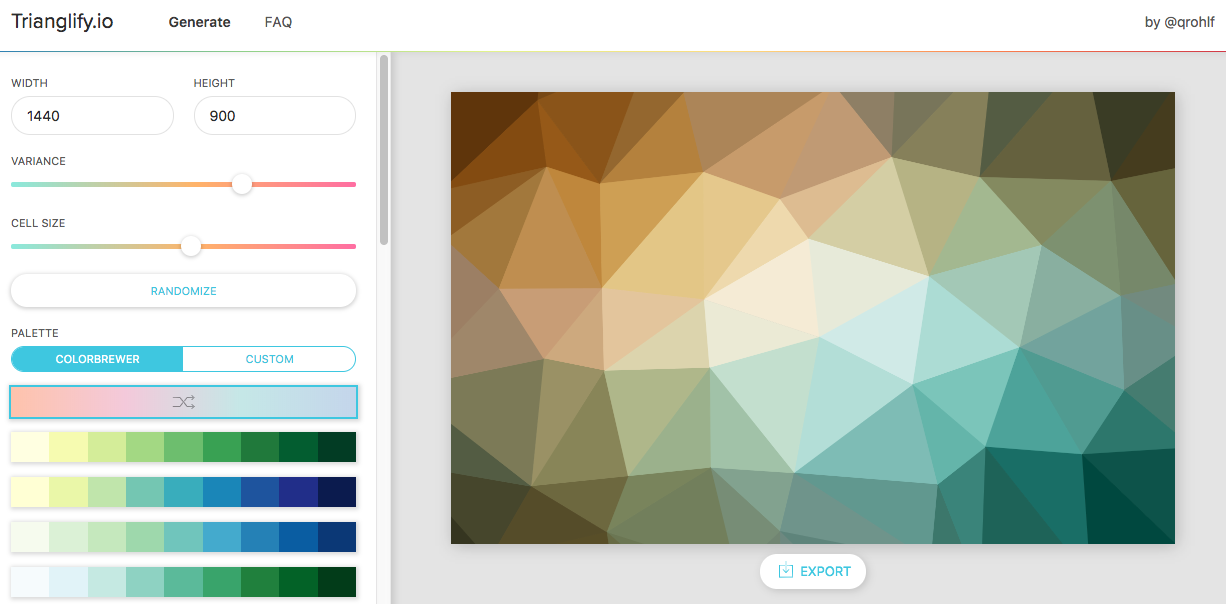 Trianglify.io Generate FAQ by @qrohlf
WIDTH HEIGHT
1440 900
VARIANCE
CELL SIZE
RANDOMIZE
PALETTE
COLORBREWER CUSTOM
EXPORT